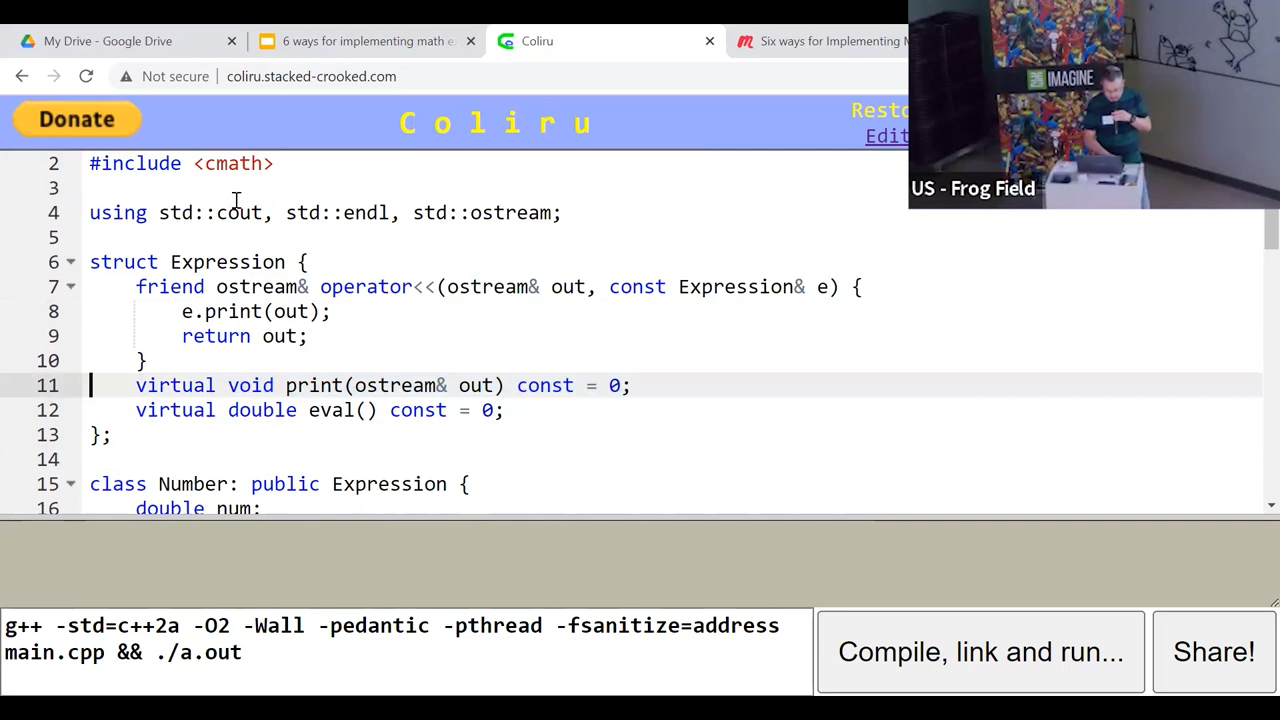 My Drive - Google Drive
6 ways for implementing math e
Coliru
Six ways for Implementing M
Not secure
coliru.stacked-crooked.com
IMAGINE
US - Frog Field
Donate
Coliru
Resto
Edit
2 #include <cmath>
3
4 using std::cout, std::endl, std::ostream;
5
6 struct Expression {
7 friend ostream& operator<<(ostream& out, const Expression& e) {
8 e.print(out);
9 return out;
10 }
11 virtual void print(ostream& out) const = 0;
12 virtual double eval() const = 0;
13 };
14
15 class Number: public Expression {
16 double num;
g++ -std=c++2a -O2 -Wall -pedantic -pthread -fsanitize=address
main.cpp && ./a.out
Compile, link and run...
Share!